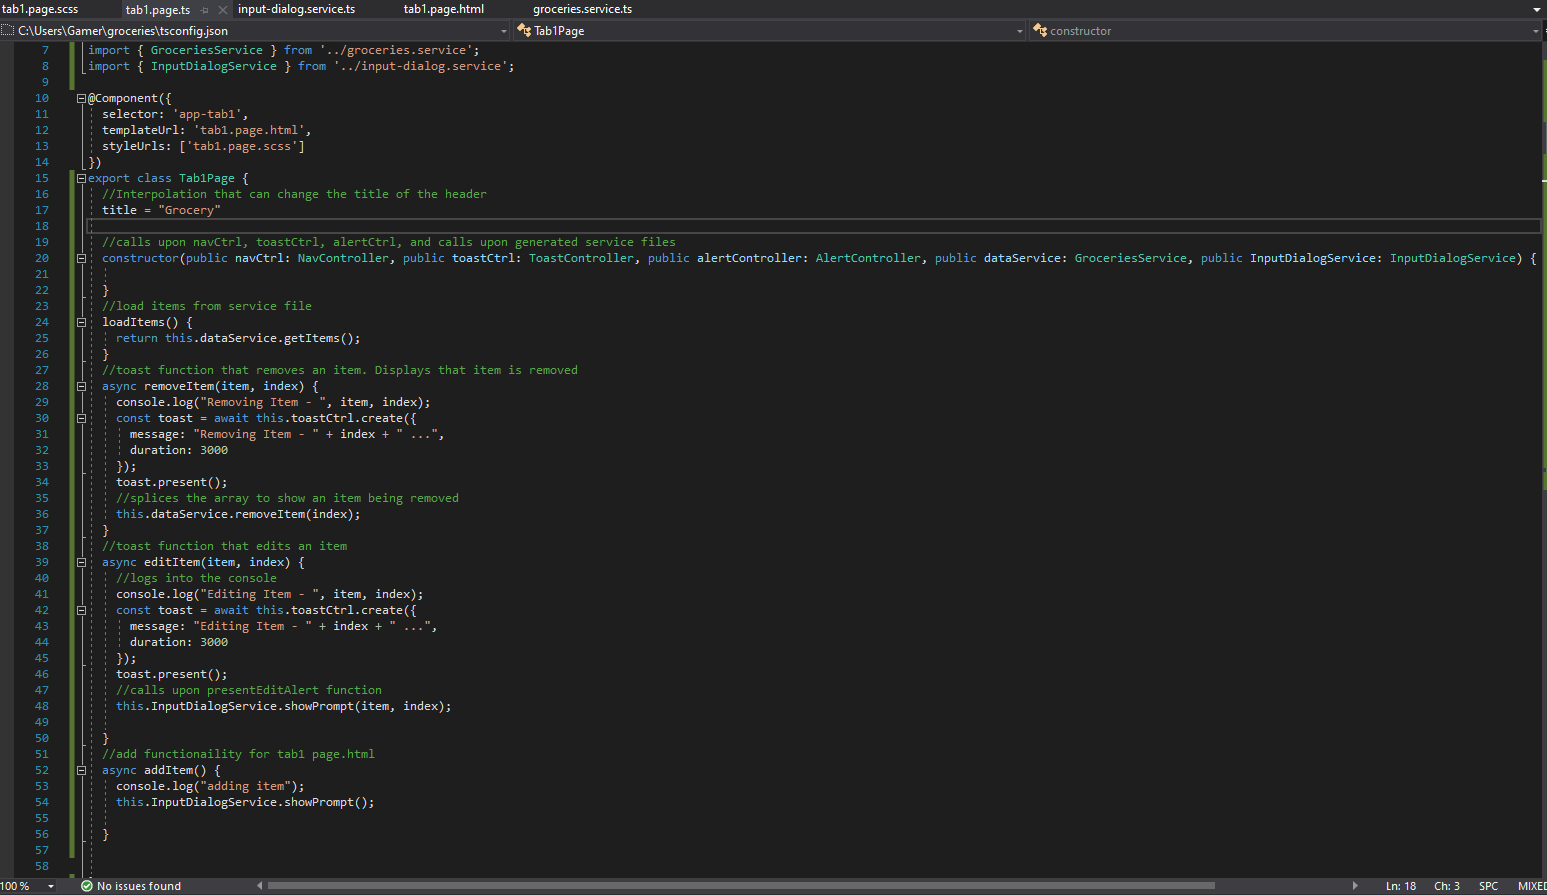 tab1.page.scss tab1.page.ts input-dialog.service.ts tab1.page.html groceries.service.ts
C:\Users\Gamer\groceries\tsconfig.json Tab1Page constructor
7 import { GroceriesService } from '../groceries.service';
8 import { InputDialogService } from '../input-dialog.service';
9
10 @Component({
11 selector: 'app-tab1',
12 templateUrl: 'tab1.page.html',
13 styleUrls: ['tab1.page.scss']
14 })
15 export class Tab1Page {
16 //Interpolation that can change the title of the header
17 title = "Grocery"
18
19 //calls upon navCtrl, toastCtrl, alertCtrl, and calls upon generated service files
20 constructor(public navCtrl: NavController, public toastCtrl: ToastController, public alertController: AlertController, public dataService: GroceriesService, public InputDialogService: InputDialogService) {
21
22 }
23 //load items from service file
24 loadItems() {
25 return this.dataService.getItems();
26 }
27 //toast function that removes an item. Displays that item is removed
28 async removeItem(item, index) {
29 console.log("Removing Item - ", item, index);
30 const toast = await this.toastCtrl.create({
31 message: "Removing Item - " + index + " ...",
32 duration: 3000
33 });
34 toast.present();
35 //splices the array to show an item being removed
36 this.dataService.removeItem(index);
37 }
38 //toast function that edits an item
39 async editItem(item, index) {
40 //logs into the console
41 console.log("Editing Item - ", item, index);
42 const toast = await this.toastCtrl.create({
43 message: "Editing Item - " + index + " ...",
44 duration: 3000
45 });
46 toast.present();
47 //calls upon presentEditAlert function
48 this.InputDialogService.showPrompt(item, index);
49
50 }
51 //add functionaility for tab1 page.html
52 async addItem() {
53 console.log("adding item");
54 this.InputDialogService.showPrompt();
55
56 }
57
58
100 % No issues found Ln: 18 Ch: 3 SPC MIXED